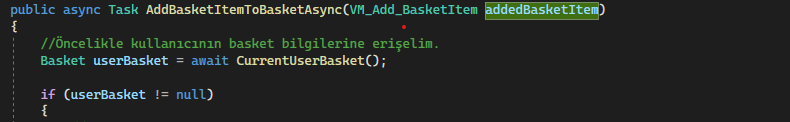 public async Task AddBasketItemToBasketAsync(VM_Add_BasketItem addedBasketItem)
{
//Öncelikle kullanıcının basket bilgilerine erişelim.
Basket userBasket = await CurrentUserBasket();
if (userBasket != null)
{